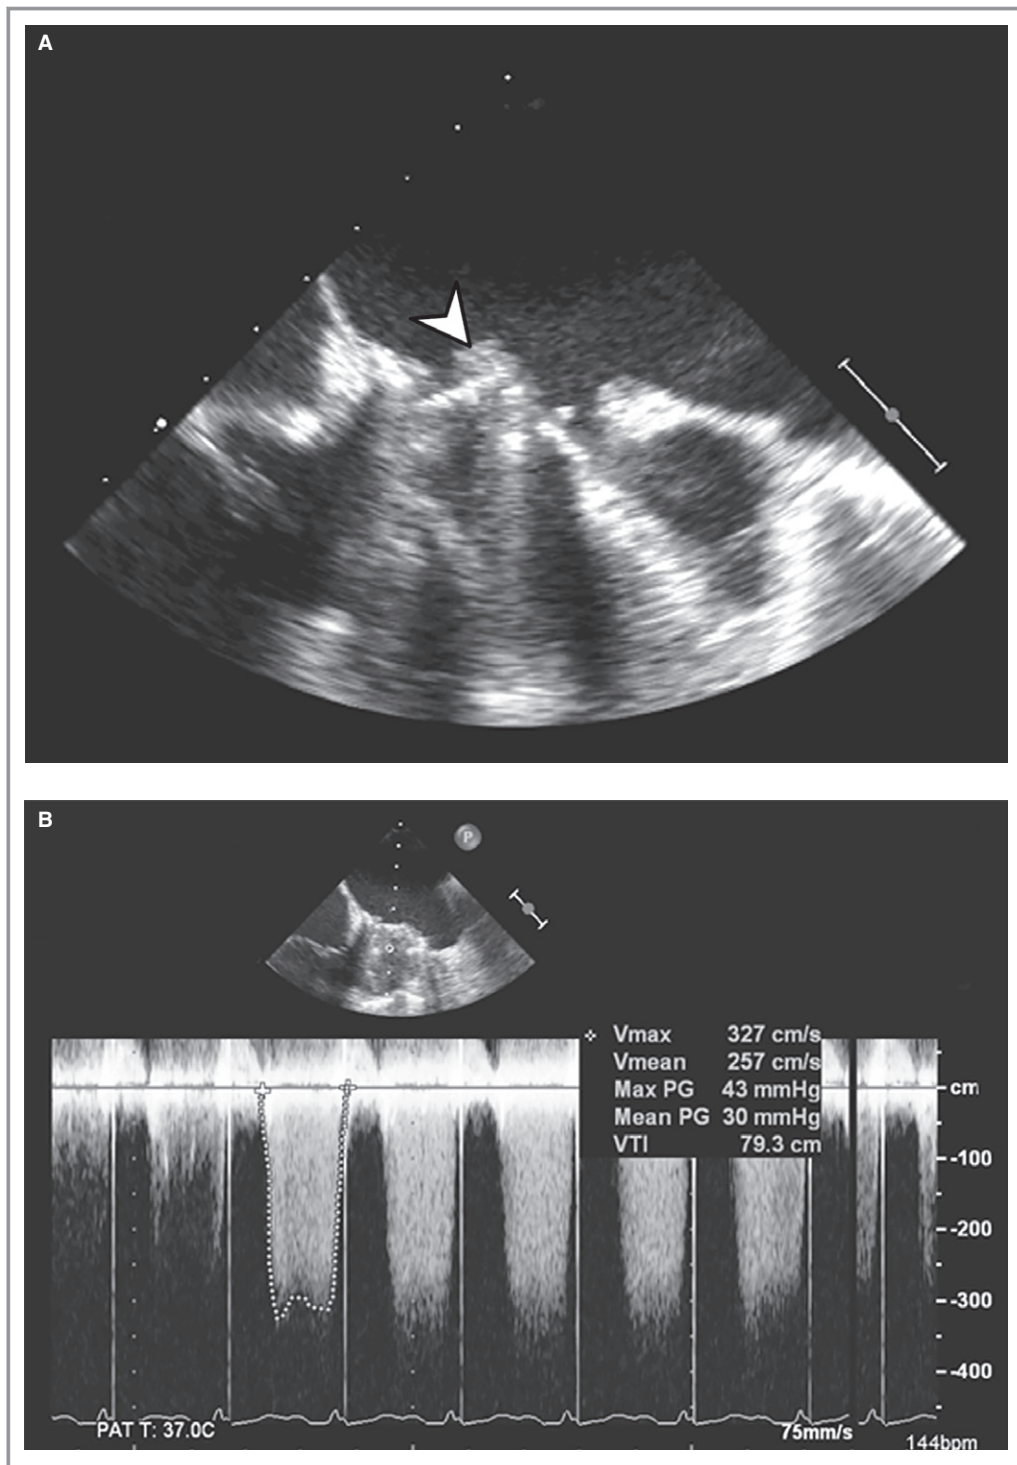 A
B
P
Vmax 327 cm/s
Vmean 257 cm/s
Max PG 43 mmHg
Mean PG 30 mmHg
VTI 79.3 cm
cm
-100
-200
-300
-400
PAT T: 37.0C
75mm/s
144bpm